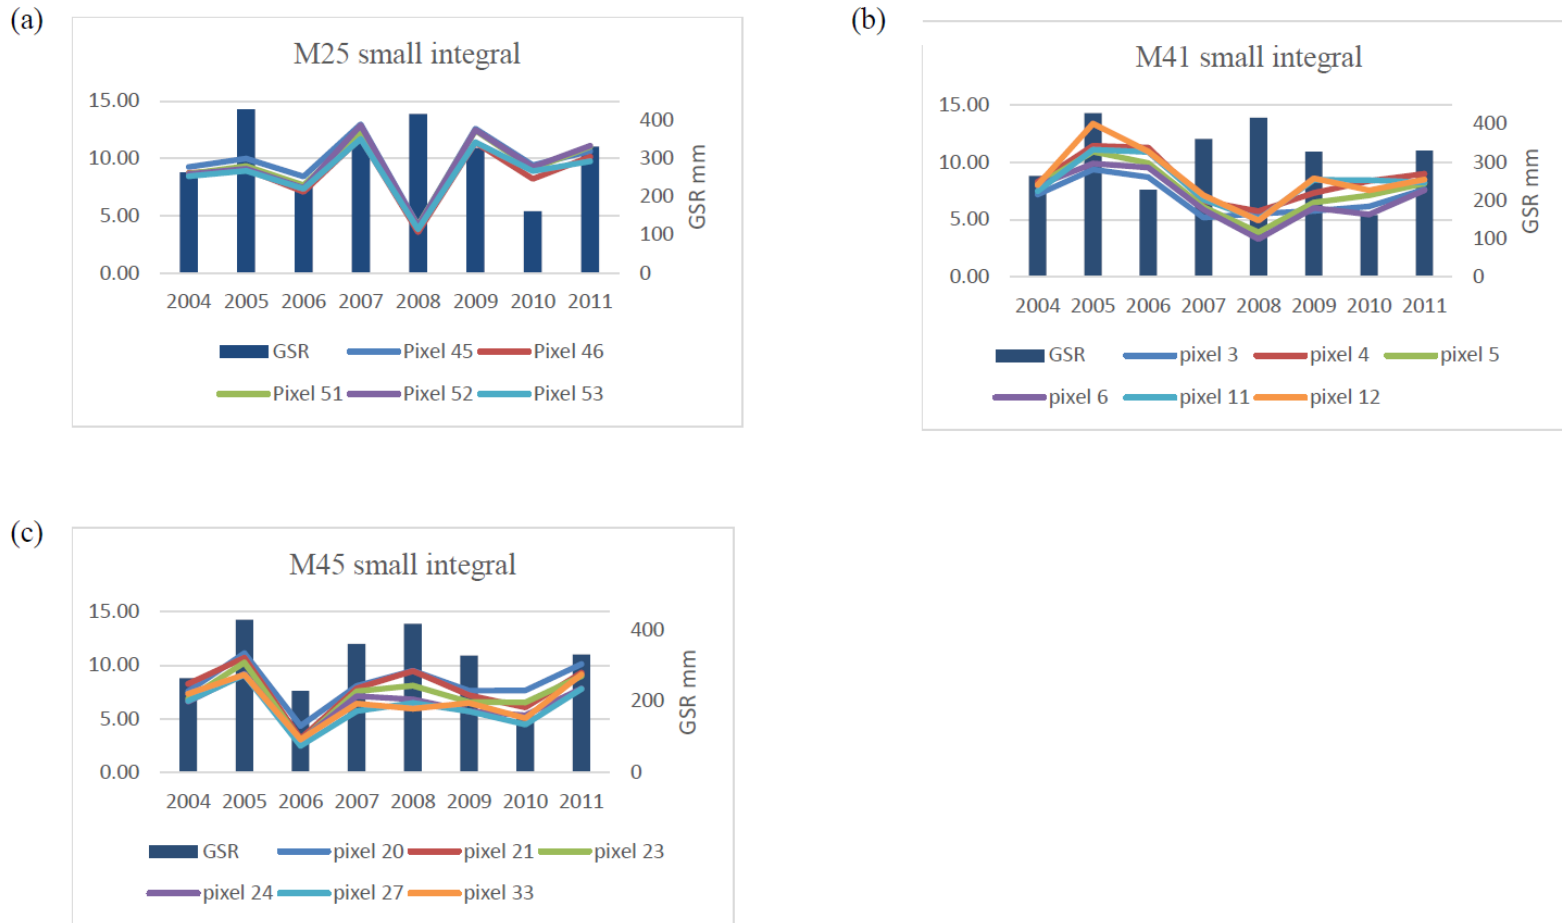 (a)
M25 small integral
15.00
10.00
5.00
0.00
400
300
200
100
0
GSR mm
2004 2005 2006 2007 2008 2009 2010 2011
GSR Pixel 45 Pixel 46
Pixel 51 Pixel 52 Pixel 53
(b)
M41 small integral
15.00
10.00
5.00
0.00
400
300
200
100
0
GSR mm
2004 2005 2006 2007 2008 2009 2010 2011
GSR pixel 3 pixel 4 pixel 5
pixel 6 pixel 11 pixel 12
(c)
M45 small integral
15.00
10.00
5.00
0.00
400
200
0
GSR mm
2004 2005 2006 2007 2008 2009 2010 2011
GSR pixel 20 pixel 21 pixel 23
pixel 24 pixel 27 pixel 33